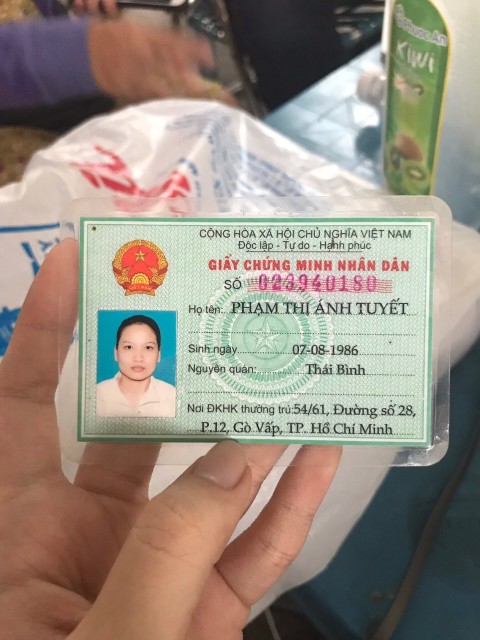 Thuốc An
KIWI
CỘNG HÒA XÃ HỘI CHỦ NGHĨA VIỆT NAM
Độc lập - Tự do - Hạnh phúc
GIẤY CHỨNG MINH NHÂN DÂN
SỐ 023940180
Họ tên: PHẠM THỊ ÁNH TUYẾT
Sinh ngày 07-08-1986
Nguyên quán: Thái Bình
Nơi ĐKHK thường trú: 54/61, Đường số 28,
P.12, Gò Vấp, TP. Hồ Chí Minh